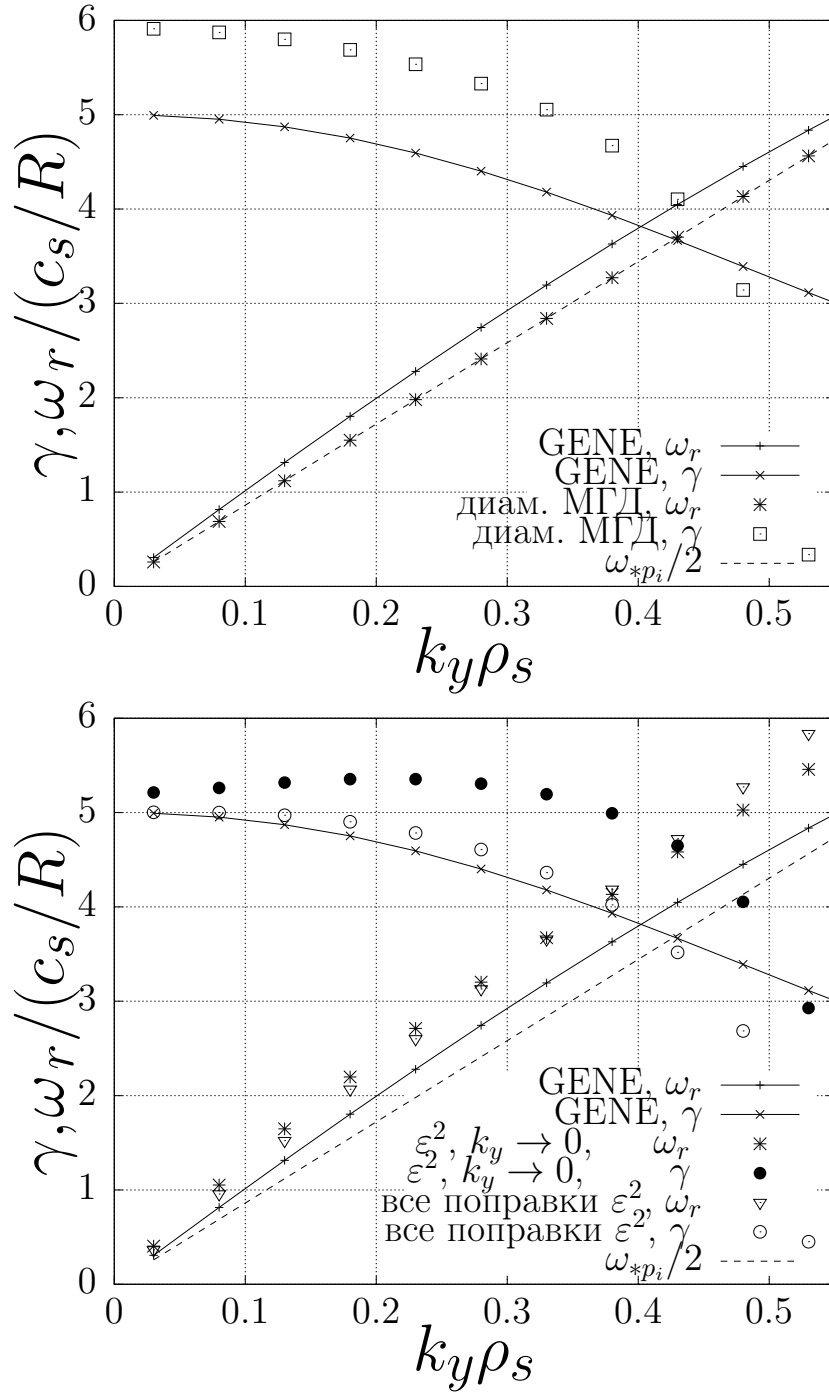 6
5
4
3
2
1
0
γ, ω_r/(c_s/R)
GENE, ω_r
GENE, γ
диам. МГД, ω_r
диам. МГД, γ
ω_{*p_i}/2
0 0.1 0.2 0.3 0.4 0.5
k_yρ_s
6
5
4
3
2
1
0
γ, ω_r/(c_s/R)
GENE, ω_r
GENE, γ
ε², k_y → 0, ω_r
ε², k_y → 0, γ
все поправки ε², ω_r
все поправки ε², γ
ω_{*p_i}/2
0 0.1 0.2 0.3 0.4 0.5
k_yρ_s